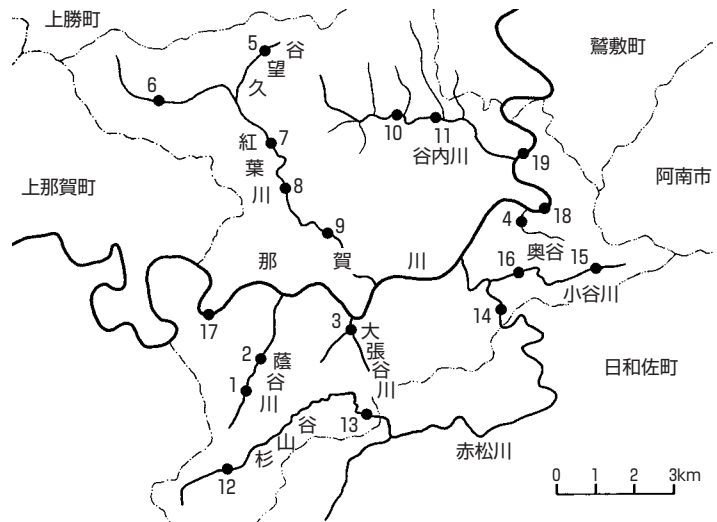 上勝町
鷲敷町
5
谷望久
6
10
11
谷内川
7
紅葉川
19
阿南市
上那賀町
8
4
18
9
奥谷
16
15
那賀川
小谷川
17
3
大張谷川
14
2
蔭谷川
1
日和佐町
13
杉山谷
赤松川
12
0 1 2 3km